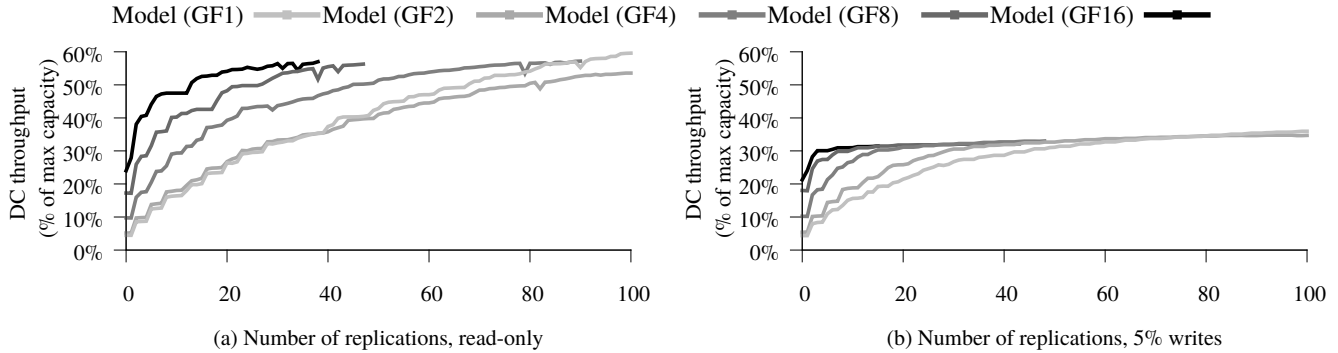 Model (GF1) Model (GF2) Model (GF4) Model (GF8) Model (GF16)
DC throughput
(% of max capacity)
60%
50%
40%
30%
20%
10%
0%
0 20 40 60 80 100
(a) Number of replications, read-only
DC throughput
(% of max capacity)
60%
50%
40%
30%
20%
10%
0%
0 20 40 60 80 100
(b) Number of replications, 5% writes